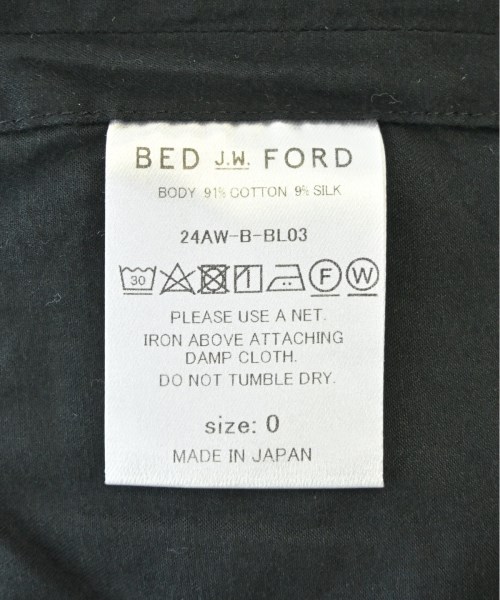 BED J.W. FORD
BODY 91% COTTON 9% SILK
24AW-B-BL03
30 F W
PLEASE USE A NET.
IRON ABOVE ATTACHING
DAMP CLOTH.
DO NOT TUMBLE DRY.
size: 0
MADE IN JAPAN